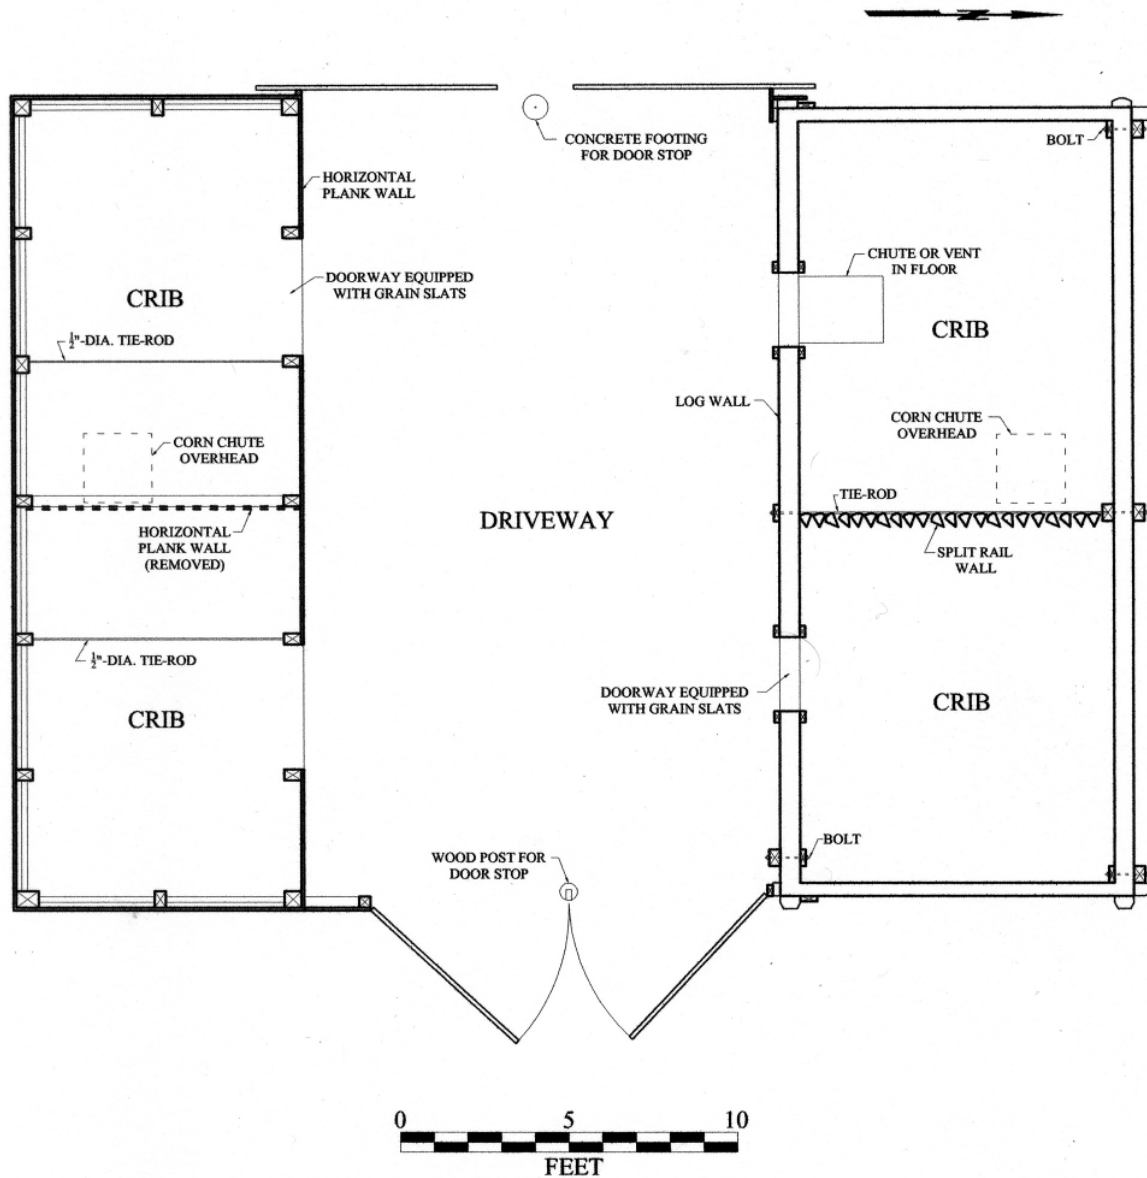 N
CONCRETE FOOTING
FOR DOOR STOP
BOLT
HORIZONTAL
PLANK WALL
CHUTE OR VENT
IN FLOOR
DOORWAY EQUIPPED
WITH GRAIN SLATS
CRIB
CRIB
½"-DIA. TIE-ROD
LOG WALL
CORN CHUTE
OVERHEAD
CORN CHUTE
OVERHEAD
TIE-ROD
DRIVEWAY
HORIZONTAL
PLANK WALL
(REMOVED)
SPLIT RAIL
WALL
½"-DIA. TIE-ROD
DOORWAY EQUIPPED
WITH GRAIN SLATS
CRIB
CRIB
BOLT
WOOD POST FOR
DOOR STOP
0 5 10
FEET